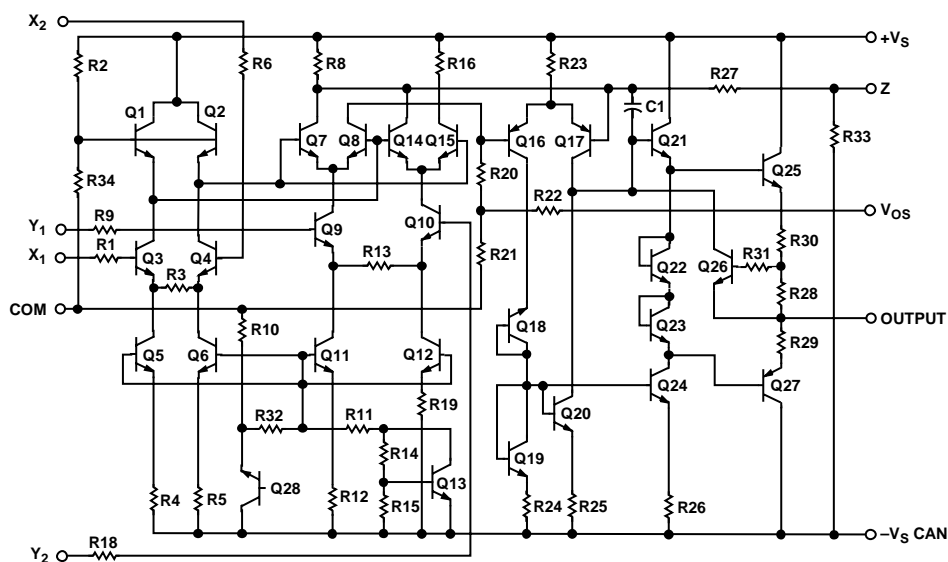 X2
R2
R6
R8
R16
R23
+VS
R27
Z
C1
Q1
Q2
Q7
Q8
Q14
Q15
Q16
Q17
Q21
R33
R34
R20
Q25
R22
VOS
Y1
R9
Q9
Q10
X1
R1
Q3
Q4
R3
R13
R21
Q22
Q26
R31
R30
R28
COM
R10
Q18
Q23
OUTPUT
R29
Q5
Q6
Q11
Q12
R19
Q24
Q27
R32
R11
Q20
R14
Q19
Q28
Q13
R4
R5
R12
R15
R24
R25
R26
–VS CAN
Y2
R18